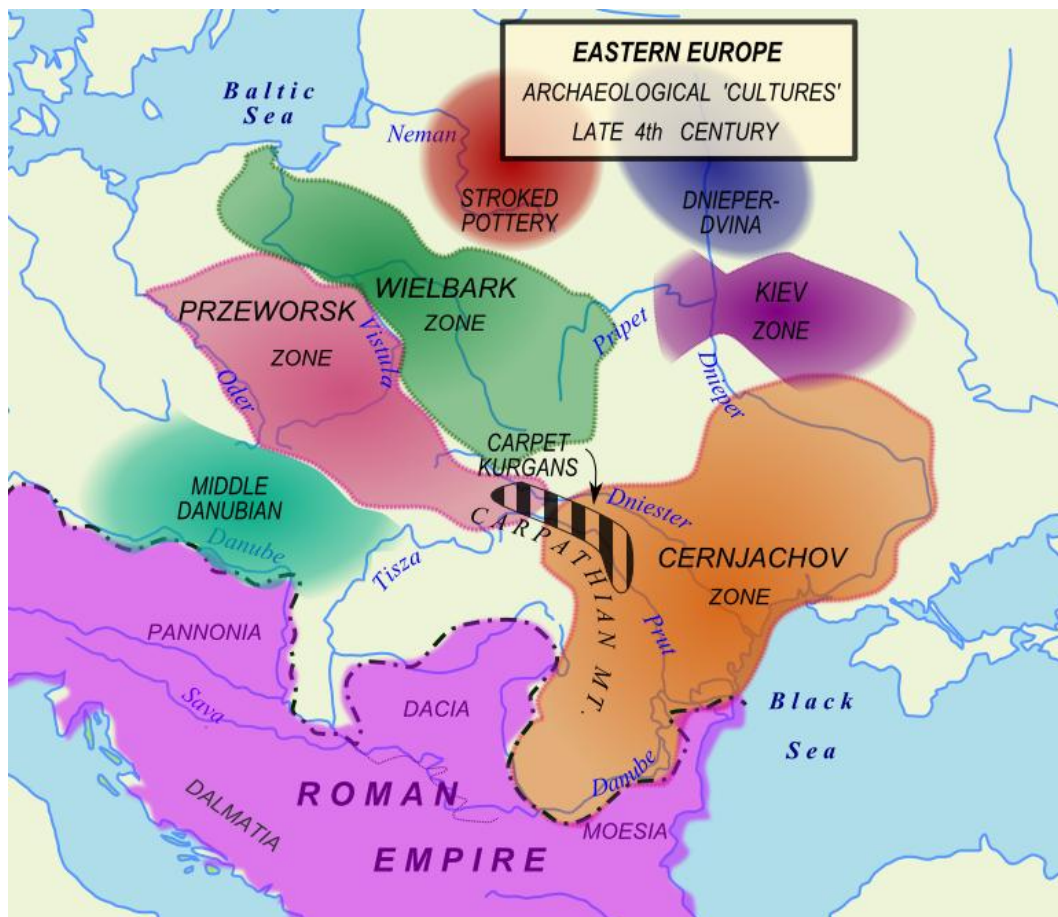 EASTERN EUROPE
ARCHAEOLOGICAL 'CULTURES'
LATE 4th CENTURY
Baltic
Sea
Neman
STROKED
POTTERY
DNIEPER-
DVINA
WIELBARK
ZONE
PRZEWORSK
ZONE
KIEV
ZONE
Vistula
Pripet
Oder
Dnieper
CARPET
KURGANS
MIDDLE
DANUBIAN
Danube
Tisza
Dniester
CARPATHIAN MT.
CERNJACHOV
ZONE
Prut
PANNONIA
Sava
DACIA
Black
Sea
DALMATIA
ROMAN
EMPIRE
Danube
MOESIA